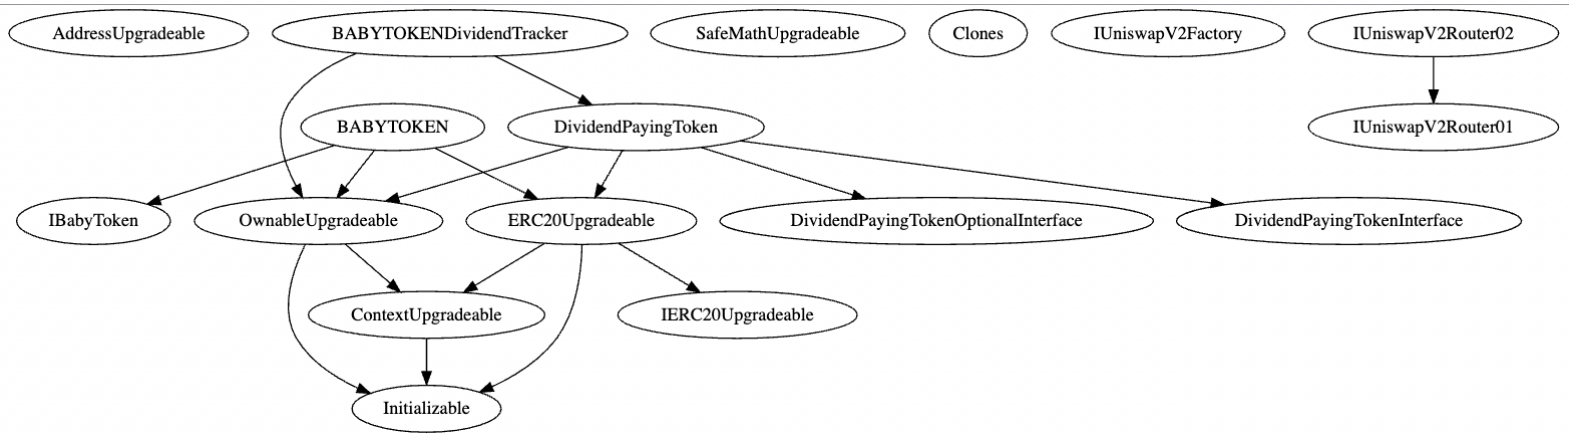 AddressUpgradeable
BABYTOKENDividendTracker
SafeMathUpgradeable
Clones
IUniswapV2Factory
IUniswapV2Router02
BABYTOKEN
DividendPayingToken
IUniswapV2Router01
IBabyToken
OwnableUpgradeable
ERC20Upgradeable
DividendPayingTokenOptionalInterface
DividendPayingTokenInterface
ContextUpgradeable
IERC20Upgradeable
Initializable